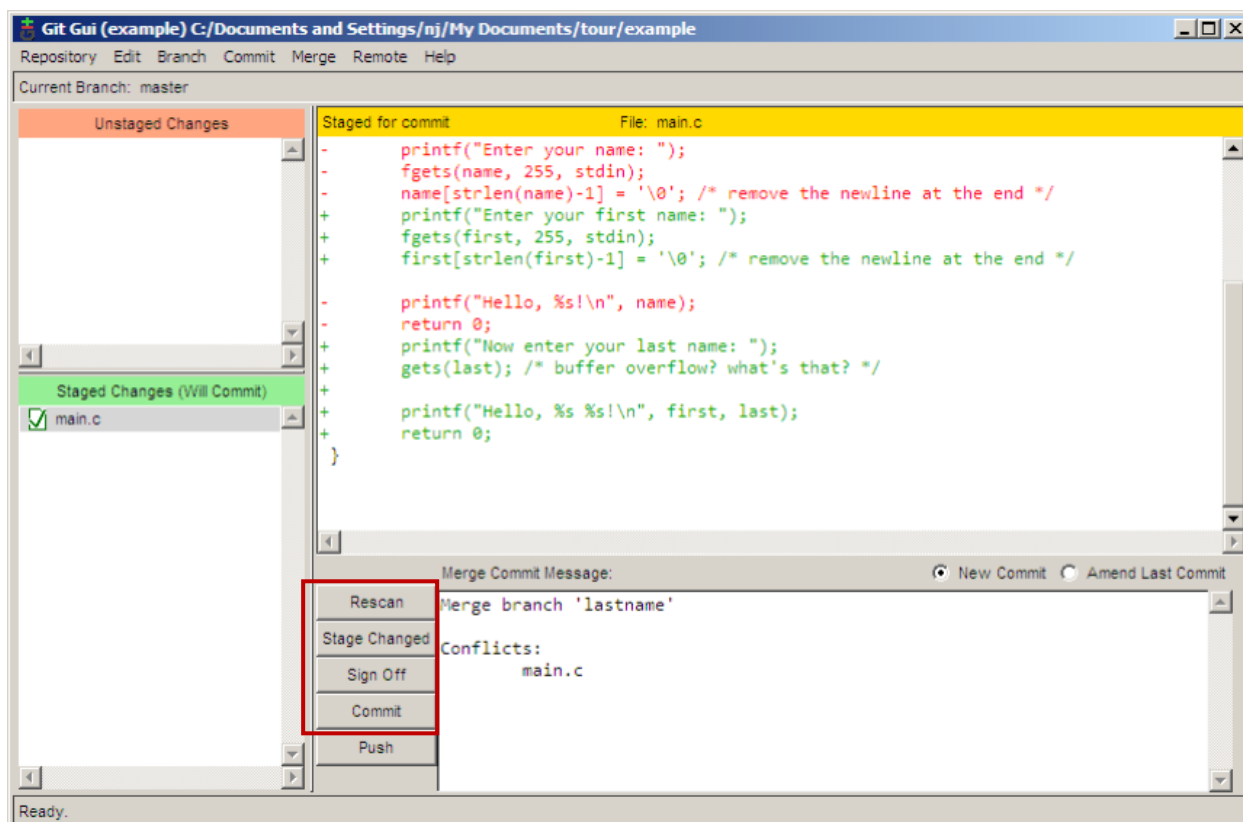 Git Gui (example) C:/Documents and Settings/nj/My Documents/tour/example
Repository Edit Branch Commit Merge Remote Help
Current Branch: master
Unstaged Changes
Staged Changes (Will Commit)
main.c
Staged for commit File: main.c
-        printf("Enter your name: ");
-        fgets(name, 255, stdin);
-        name[strlen(name)-1] = '\0'; /* remove the newline at the end */
+        printf("Enter your first name: ");
+        fgets(first, 255, stdin);
+        first[strlen(first)-1] = '\0'; /* remove the newline at the end */
-        printf("Hello, %s!\n", name);
-        return 0;
+        printf("Now enter your last name: ");
+        gets(last); /* buffer overflow? what's that? */
+
+        printf("Hello, %s %s!\n", first, last);
+        return 0;
 }
Merge Commit Message: New Commit Amend Last Commit
Rescan
Stage Changed
Sign Off
Commit
Push
Merge branch 'lastname'
Conflicts:
        main.c
Ready.